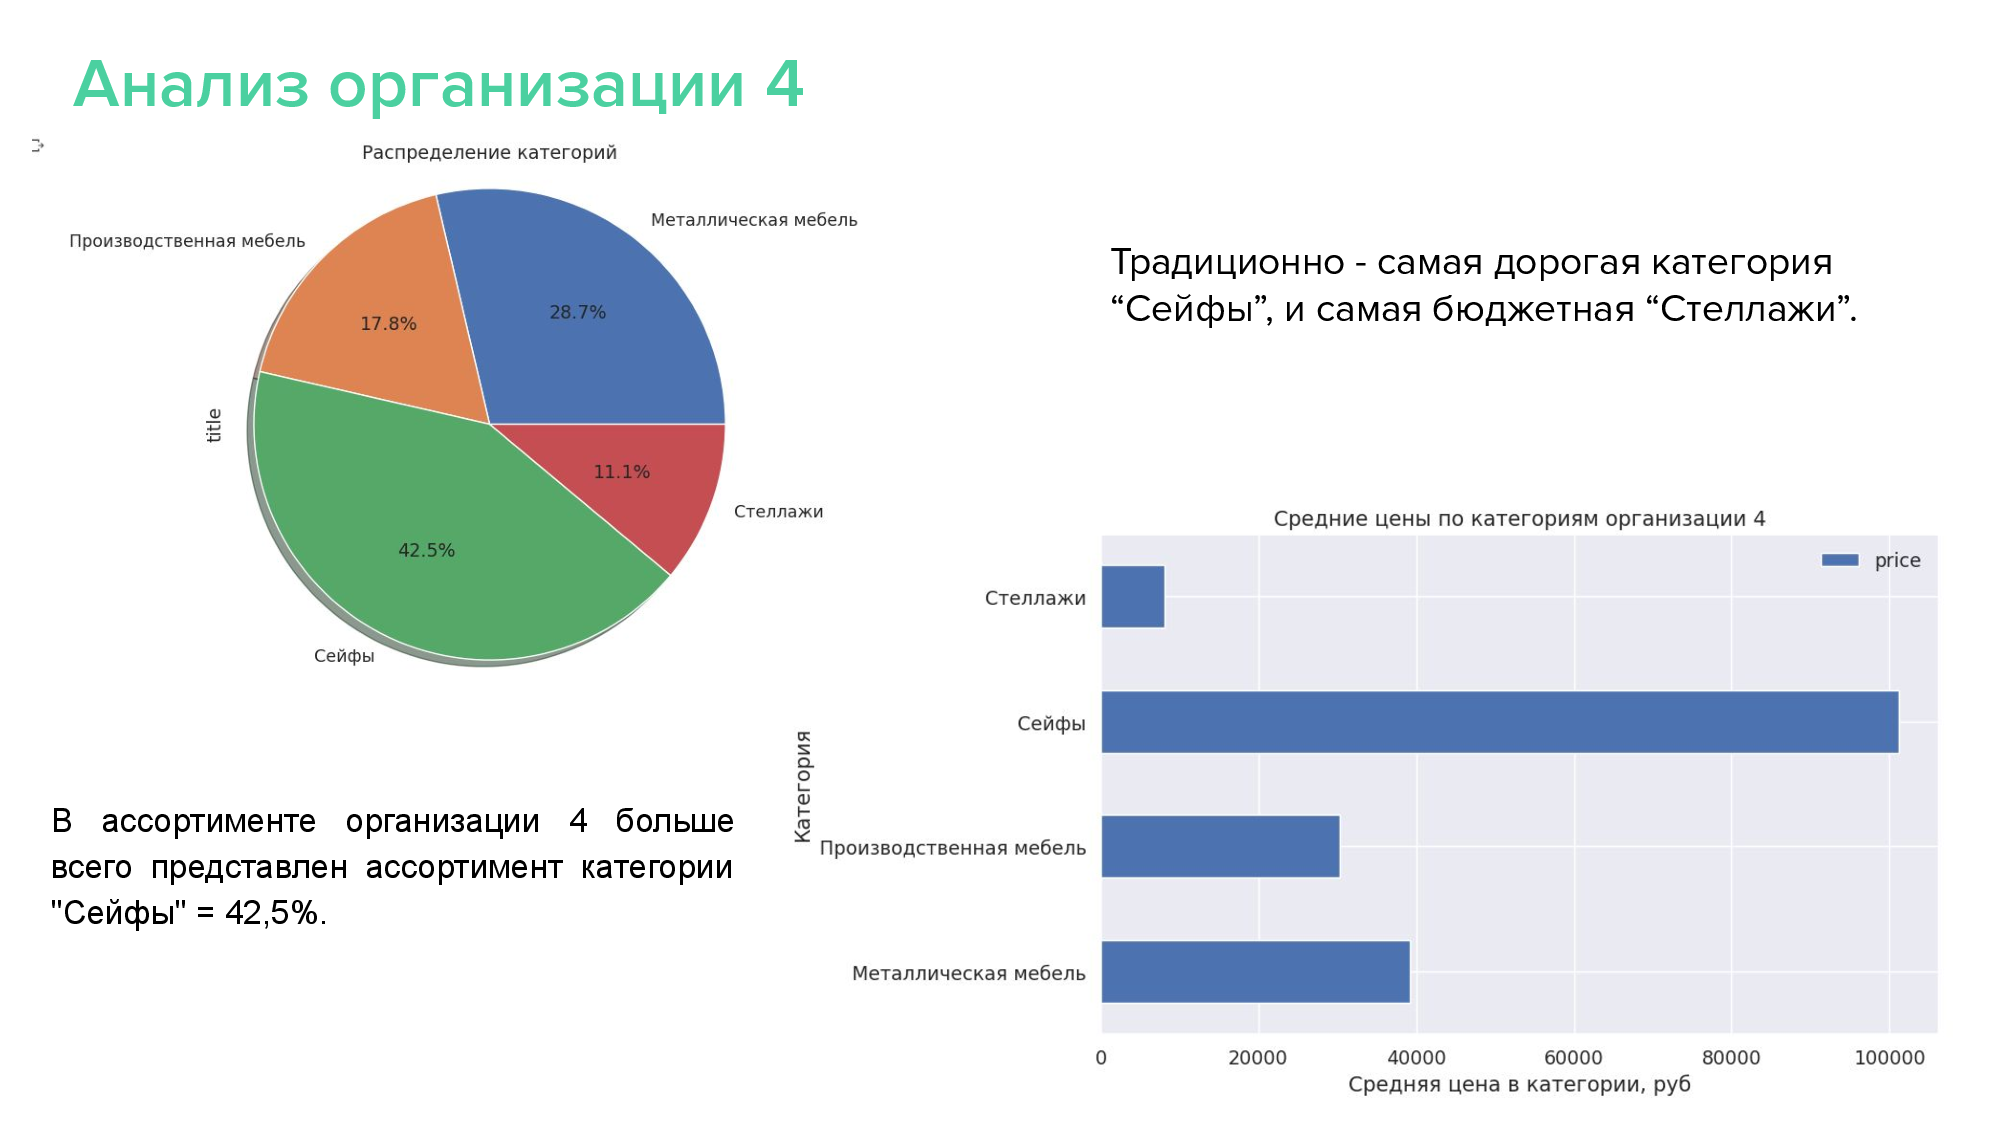 Анализ организации 4
Распределение категорий
Металлическая мебель
Производственная мебель
28.7%
17.8%
title
11.1%
Стеллажи
42.5%
Сейфы
Традиционно - самая дорогая категория
“Сейфы”, и самая бюджетная “Стеллажи”.
В ассортименте организации 4 больше
всего представлен ассортимент категории
"Сейфы" = 42,5%.
Средние цены по категориям организации 4
price
Стеллажи
Сейфы
Категория
Производственная мебель
Металлическая мебель
0 20000 40000 60000 80000 100000
Средняя цена в категории, руб